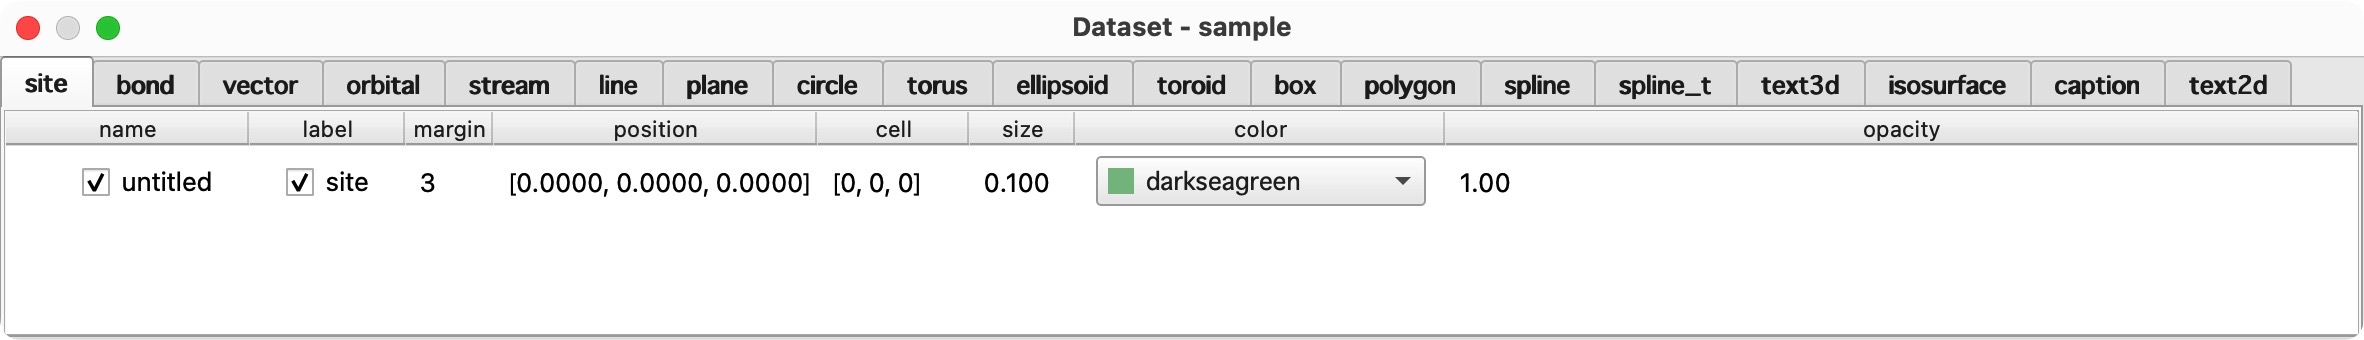 Dataset - sample
site bond vector orbital stream line plane circle torus ellipsoid toroid box polygon spline spline_t text3d isosurface caption text2d
name label margin position cell size color opacity
untitled site 3 [0.0000, 0.0000, 0.0000] [0, 0, 0] 0.100 darkseagreen 1.00